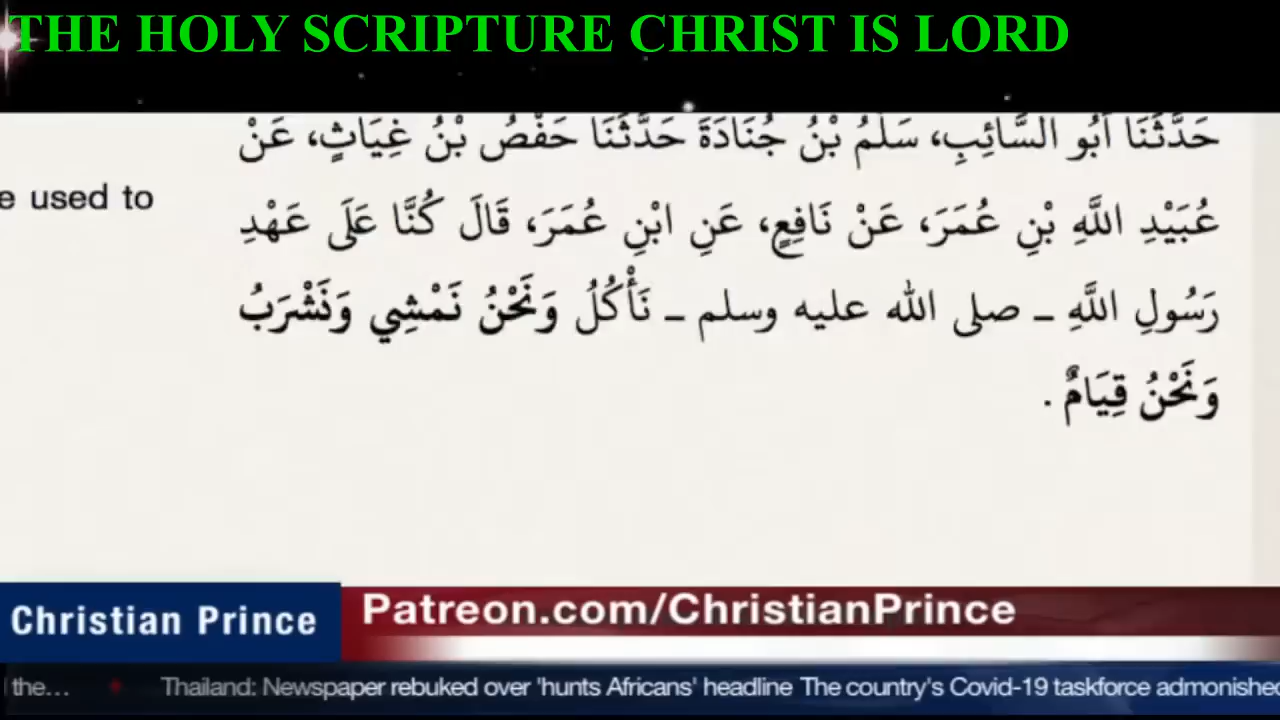 THE HOLY SCRIPTURE CHRIST IS LORD
حَدَّثَنَا أَبُو السَّائِبِ، سَلْمُ بْنُ جُنَادَةَ حَدَّثَنَا حَفْصُ بْنُ غِيَاثٍ، عَنْ
e used to
عُبَيْدِ اللَّهِ بْنِ عُمَرَ، عَنْ نَافِعٍ، عَنِ ابْنِ عُمَرَ، قَالَ كُنَّا عَلَى عَهْدِ
رَسُولِ اللَّهِ ـ صلى الله عليه وسلم ـ نَأْكُلُ وَنَحْنُ نَمْشِي وَنَشْرَبُ
وَنَحْنُ قِيَامٌ .
Christian Prince
Patreon.com/ChristianPrince
the... Thailand: Newspaper rebuked over 'hunts Africans' headline The country's Covid-19 taskforce admonished